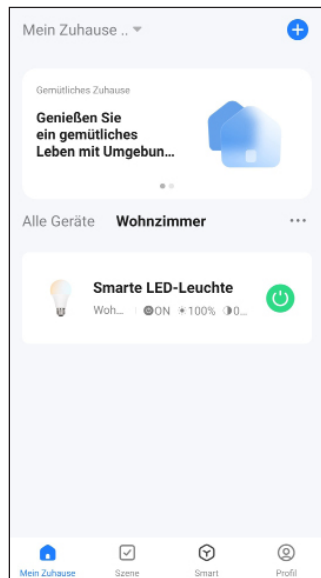 Mein Zuhause ..
Gemütliches Zuhause
Genießen Sie
ein gemütliches
Leben mit Umgebun...
Alle Geräte Wohnzimmer
Smarte LED-Leuchte
Woh... ON 100% 0...
Mein Zuhause Szene Smart Profil